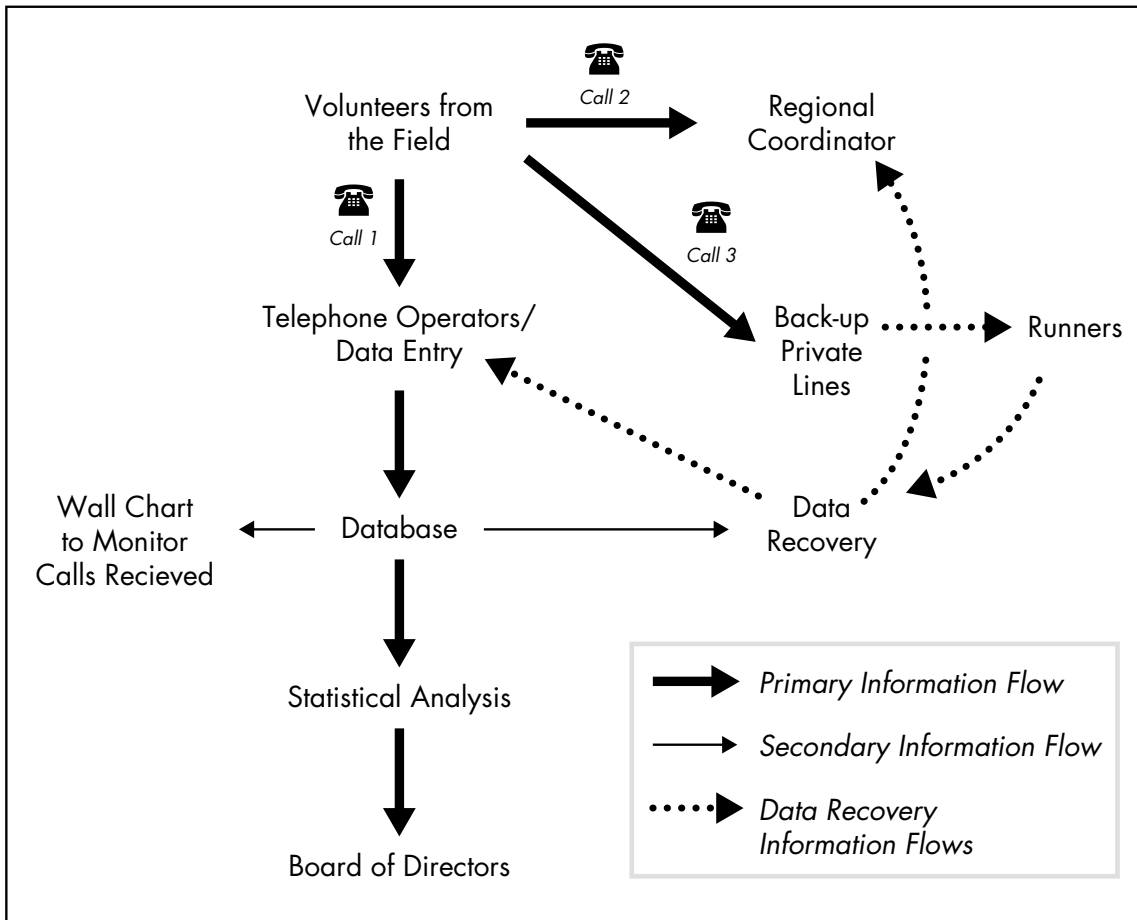 Call 2
Volunteers from
the Field
Regional
Coordinator
Call 1
Call 3
Telephone Operators/
Data Entry
Back-up
Private
Lines
Runners
Wall Chart
to Monitor
Calls Recieved
Database
Data
Recovery
Statistical Analysis
Board of Directors
Primary Information Flow
Secondary Information Flow
Data Recovery
Information Flows